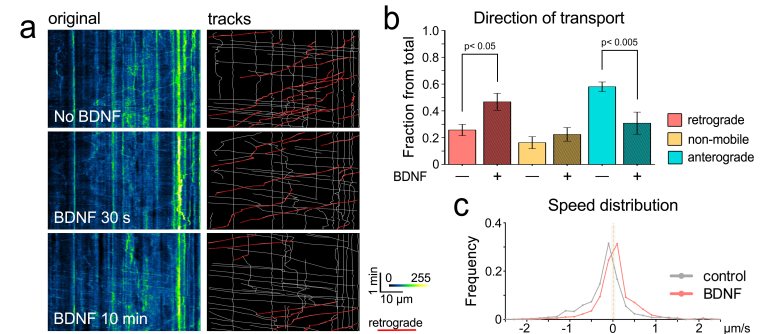 a
original
tracks
No BDNF
BDNF 30 s
BDNF 10 min
1 min
10 µm
0 255
retrograde
b
Direction of transport
Fraction from total
1.0
0.8
0.6
0.4
0.2
0
p< 0.05
p< 0.005
BDNF — + — + — +
retrograde
non-mobile
anterograde
c
Speed distribution
Frequency
0.4
0.2
0
-2 -1 0 1 2 µm/s
control
BDNF